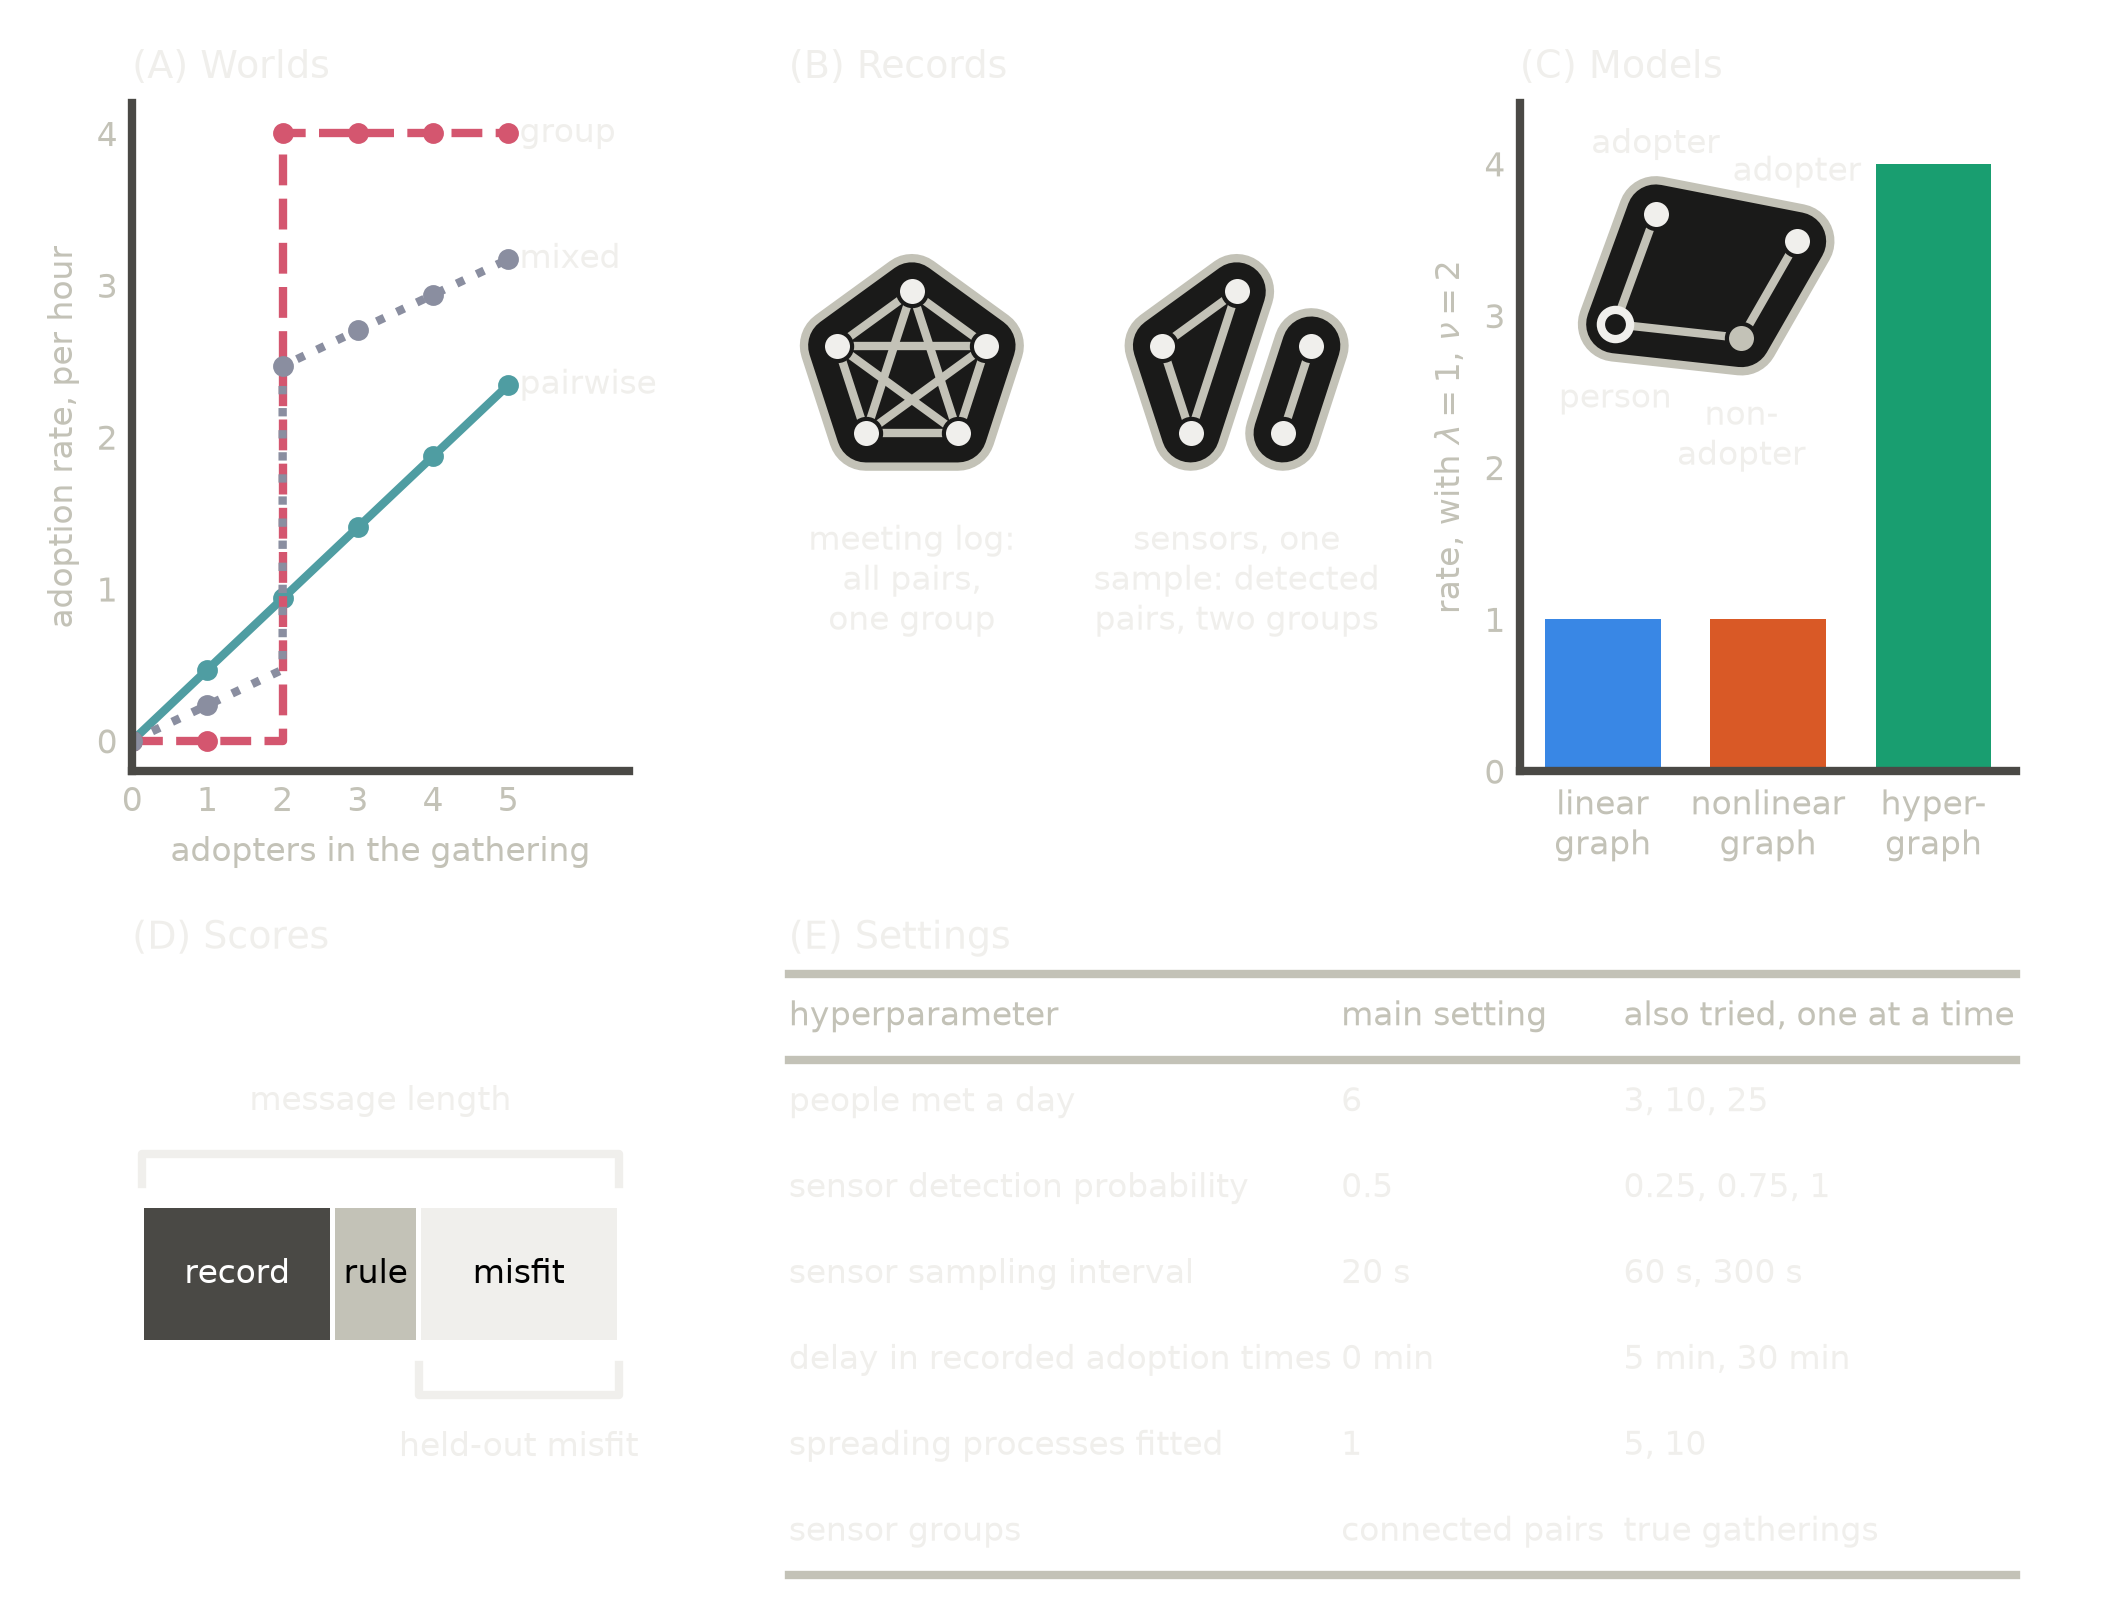 (A) Worlds
4
3
2
1
0
adoption rate, per hour
group
mixed
pairwise
0 1 2 3 4 5
adopters in the gathering
(B) Records
meeting log:
all pairs,
one group
sensors, one
sample: detected
pairs, two groups
(C) Models
4
3
2
1
0
rate, with λ = 1, ν = 2
adopter
adopter
person
non-
adopter
linear
graph
nonlinear
graph
hyper-
graph
(D) Scores
message length
record rule misfit
held-out misfit
(E) Settings
hyperparameter main setting also tried, one at a time
people met a day 6 3, 10, 25
sensor detection probability 0.5 0.25, 0.75, 1
sensor sampling interval 20 s 60 s, 300 s
delay in recorded adoption times 0 min 5 min, 30 min
spreading processes fitted 1 5, 10
sensor groups connected pairs true gatherings